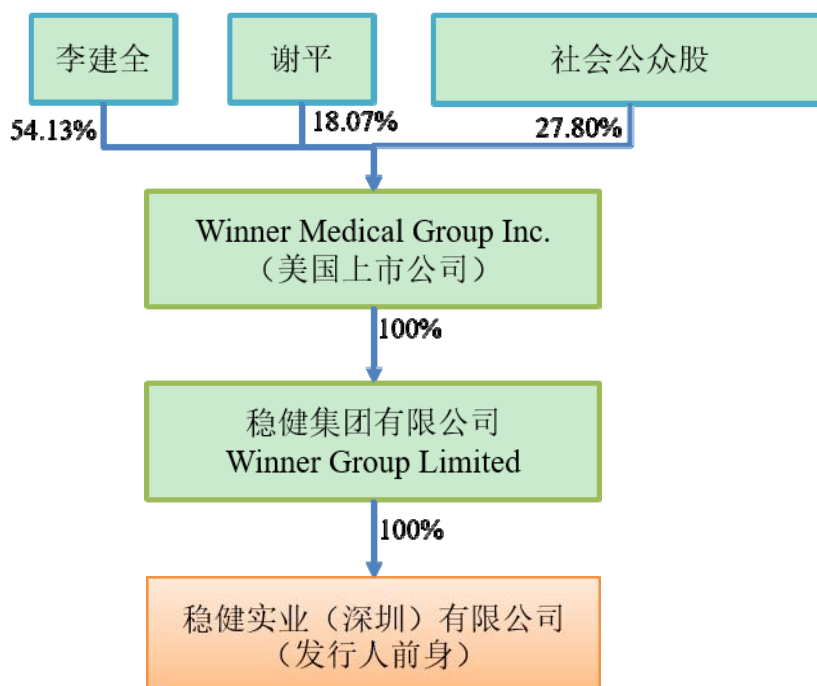 李建全
谢平
社会公众股
54.13%
18.07%
27.80%
Winner Medical Group Inc.
（美国上市公司）
100%
稳健集团有限公司
Winner Group Limited
100%
稳健实业（深圳）有限公司
（发行人前身）